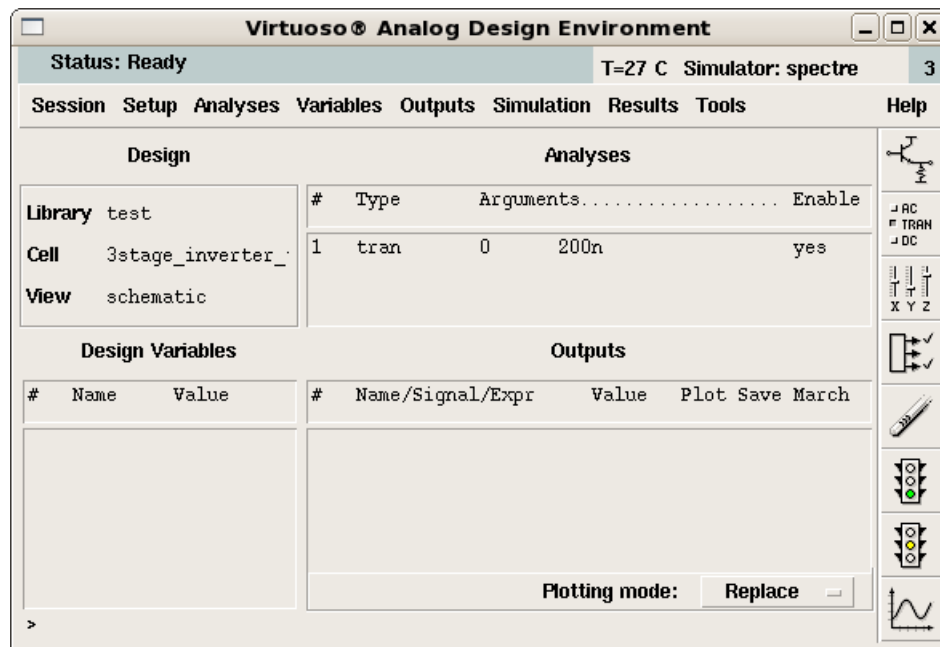 Virtuoso® Analog Design Environment
Status: Ready
T=27 C Simulator: spectre 3
Session Setup Analyses Variables Outputs Simulation Results Tools Help
Design
Analyses
Library test
Cell 3stage_inverter_
View schematic
# Type Arguments.................. Enable
1 tran 0 200n yes
AC
TRAN
DC
X Y Z
Design Variables
Outputs
# Name Value
# Name/Signal/Expr Value Plot Save March
Plotting mode: Replace
>